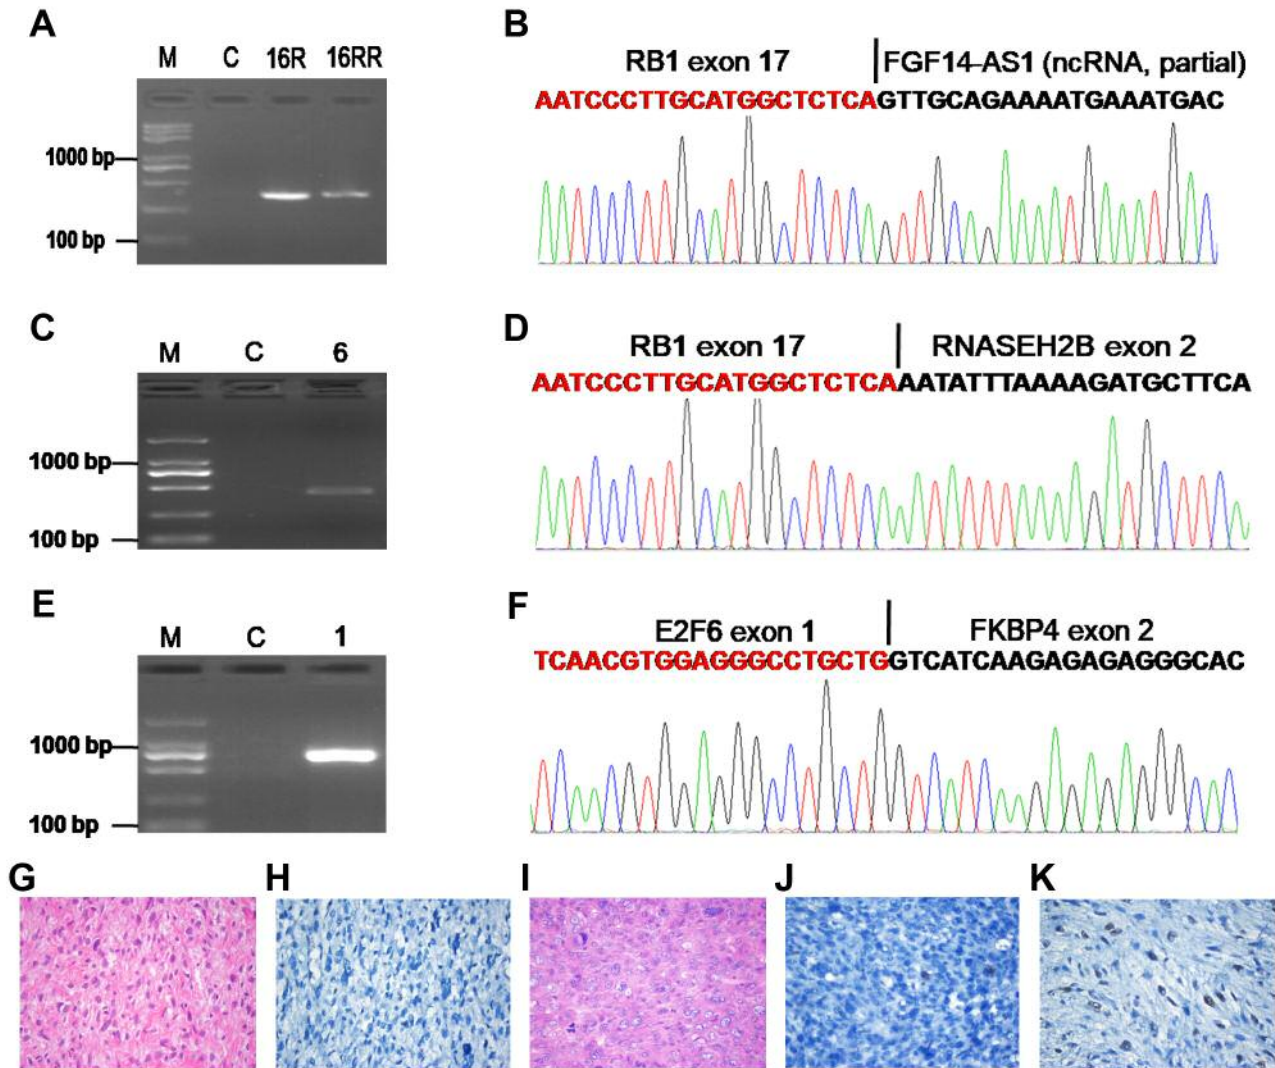 A
M C 16R 16RR
1000 bp
100 bp
B
RB1 exon 17 | FGF14-AS1 (ncRNA, partial)
AATCCCTTGCATGGCTCTCAGTTGCAGAAAATGAAATGAC
C
M C 6
1000 bp
100 bp
D
RB1 exon 17 | RNASEH2B exon 2
AATCCCTTGCATGGCTCTCAAATATTTAAAAGATGCTTCA
E
M C 1
1000 bp
100 bp
F
E2F6 exon 1 | FKBP4 exon 2
TCAACGTGGAGGGCCTGCTGGTCATCAAGAGAGAGGGCAC
G H I J K